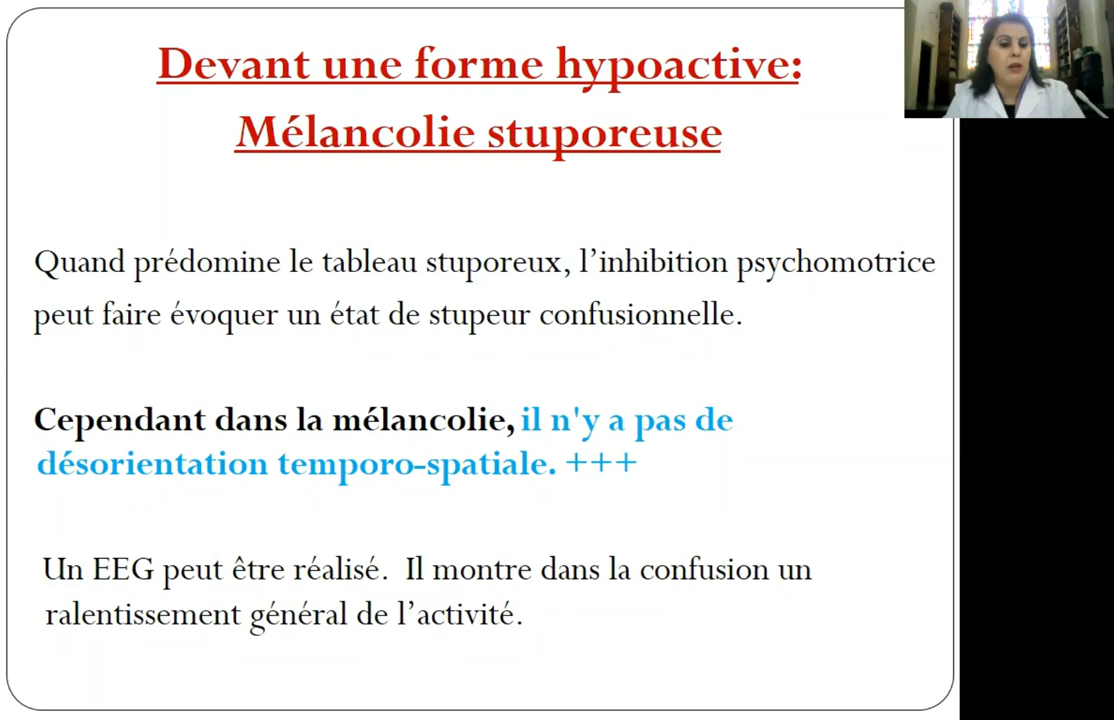 Devant une forme hypoactive:
Mélancolie stuporeuse
Quand prédomine le tableau stuporeux, l’inhibition psychomotrice
peut faire évoquer un état de stupeur confusionnelle.
Cependant dans la mélancolie, il n'y a pas de
désorientation temporo-spatiale. +++
Un EEG peut être réalisé. Il montre dans la confusion un
ralentissement général de l’activité.